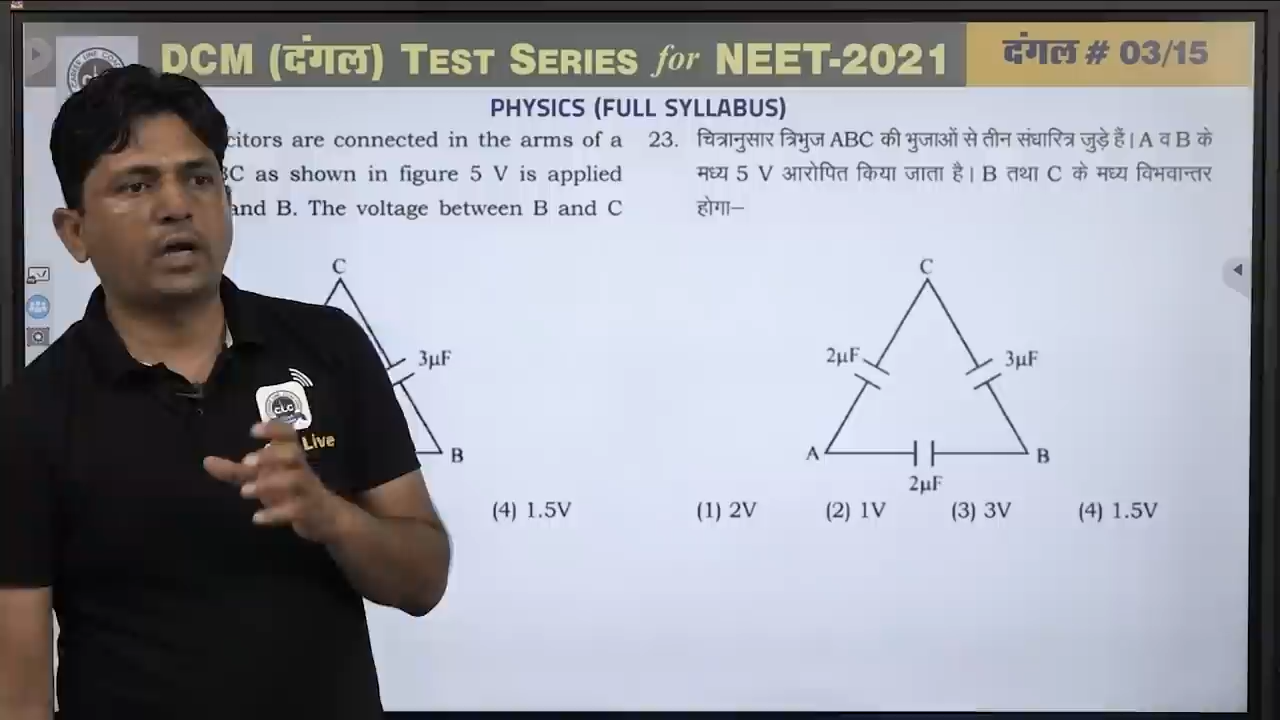 DCM (दंगल) TEST SERIES for NEET-2021
दंगल # 03/15
PHYSICS (FULL SYLLABUS)
are connected in the arms of a
as shown in figure 5 V is applied
and B. The voltage between B and C
C
3µF
B
(4) 1.5V
23. चित्रानुसार त्रिभुज ABC की भुजाओं से तीन संधारित्र जुड़े हैं। A व B के
मध्य 5 V आरोपित किया जाता है। B तथा C के मध्य विभवान्तर
होगा–
C
2µF 3µF
A B
2µF
(1) 2V (2) 1V (3) 3V (4) 1.5V
CLC
Live